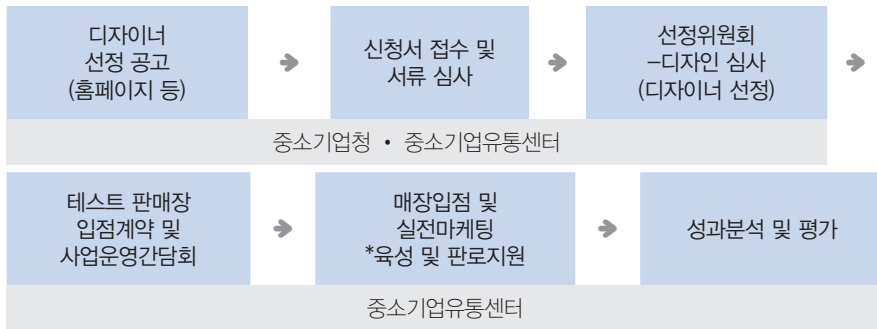 디자이너
선정 공고
(홈페이지 등)
신청서 접수 및
서류 심사
선정위원회
-디자인 심사
(디자이너 선정)
중소기업청 • 중소기업유통센터
테스트 판매장
입점계약 및
사업운영간담회
매장입점 및
실전마케팅
*육성 및 판로지원
성과분석 및 평가
중소기업유통센터